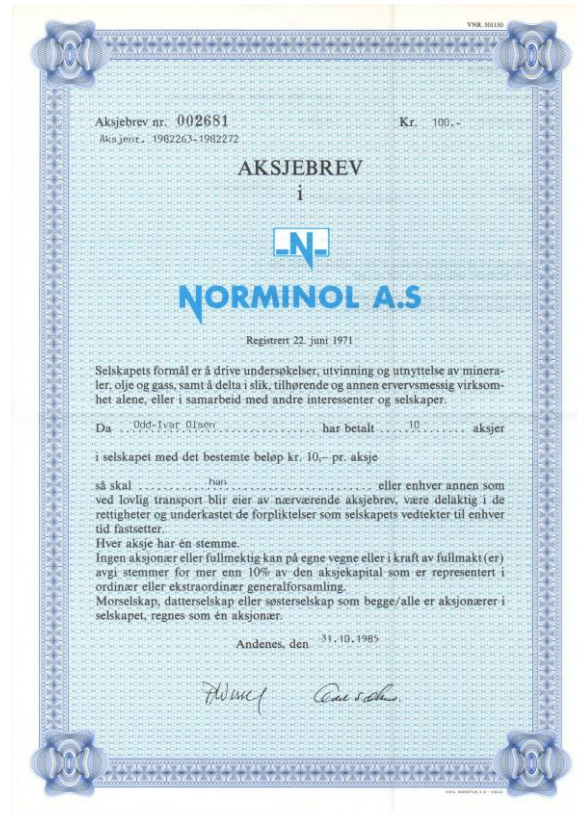 VNR. 501150
Aksjebrev nr. 002681 Kr. 100.-
Aksjenr. 1982263-1982272
AKSJEBREV
i
N
NORMINOL A.S
Registrert 22. juni 1971
Selskapets formål er å drive undersøkelser, utvinning og utnyttelse av minera-
ler, olje og gass, samt å delta i slik, tilhørende og annen ervervsmessig virksom-
het alene, eller i samarbeid med andre interessenter og selskaper.
Da Odd-Ivar Olsen har betalt 10 aksjer
i selskapet med det bestemte beløp kr. 10,– pr. aksje
så skal han eller enhver annen som
ved lovlig transport blir eier av nærværende aksjebrev, være delaktig i de
rettigheter og underkastet de forpliktelser som selskapets vedtekter til enhver
tid fastsetter.
Hver aksje har én stemme.
Ingen aksjonær eller fullmektig kan på egne vegne eller i kraft av fullmakt(er)
avgi stemmer for mer enn 10% av den aksjekapital som er representert i
ordinær eller ekstraordinær generalforsamling.
Morselskap, datterselskap eller søsterselskap som begge/alle er aksjonærer i
selskapet, regnes som én aksjonær.
Andenes, den 31.10.1985